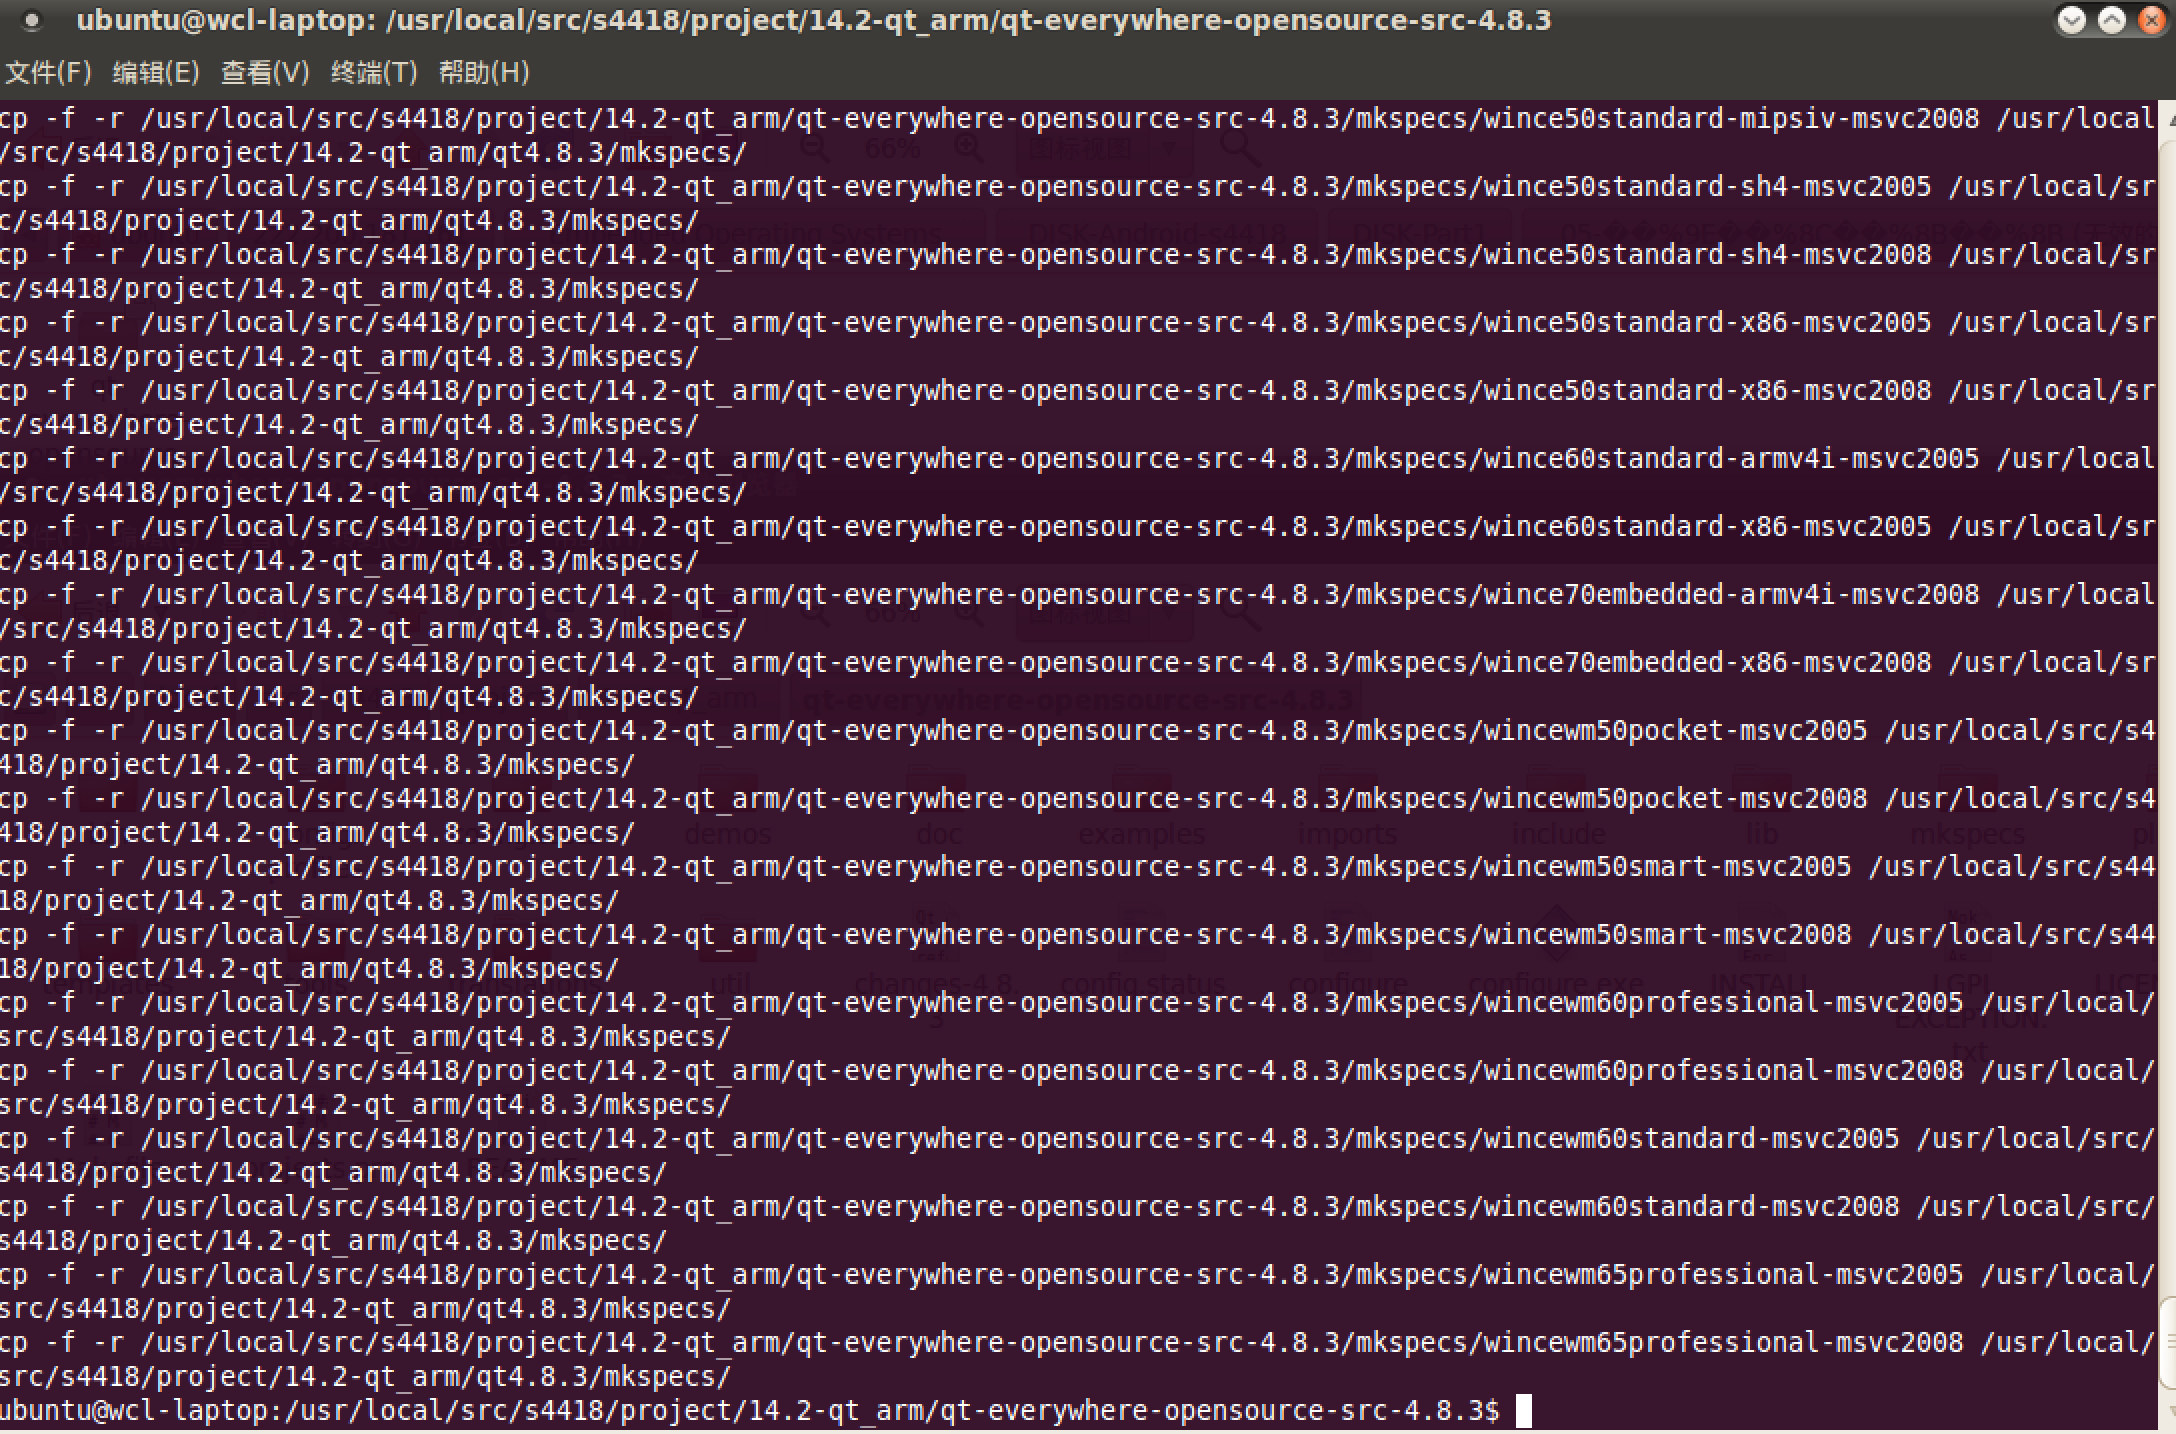 ubuntu@wcl-laptop: /usr/local/src/s4418/project/14.2-qt_arm/qt-everywhere-opensource-src-4.8.3
文件(F) 编辑(E) 查看(V) 终端(T) 帮助(H)
cp -f -r /usr/local/src/s4418/project/14.2-qt_arm/qt-everywhere-opensource-src-4.8.3/mkspecs/wince50standard-mipsiv-msvc2008 /usr/local
/src/s4418/project/14.2-qt_arm/qt4.8.3/mkspecs/
cp -f -r /usr/local/src/s4418/project/14.2-qt_arm/qt-everywhere-opensource-src-4.8.3/mkspecs/wince50standard-sh4-msvc2005 /usr/local/sr
c/s4418/project/14.2-qt_arm/qt4.8.3/mkspecs/
cp -f -r /usr/local/src/s4418/project/14.2-qt_arm/qt-everywhere-opensource-src-4.8.3/mkspecs/wince50standard-sh4-msvc2008 /usr/local/sr
c/s4418/project/14.2-qt_arm/qt4.8.3/mkspecs/
cp -f -r /usr/local/src/s4418/project/14.2-qt_arm/qt-everywhere-opensource-src-4.8.3/mkspecs/wince50standard-x86-msvc2005 /usr/local/sr
c/s4418/project/14.2-qt_arm/qt4.8.3/mkspecs/
cp -f -r /usr/local/src/s4418/project/14.2-qt_arm/qt-everywhere-opensource-src-4.8.3/mkspecs/wince50standard-x86-msvc2008 /usr/local/sr
c/s4418/project/14.2-qt_arm/qt4.8.3/mkspecs/
cp -f -r /usr/local/src/s4418/project/14.2-qt_arm/qt-everywhere-opensource-src-4.8.3/mkspecs/wince60standard-armv4i-msvc2005 /usr/local
/src/s4418/project/14.2-qt_arm/qt4.8.3/mkspecs/
cp -f -r /usr/local/src/s4418/project/14.2-qt_arm/qt-everywhere-opensource-src-4.8.3/mkspecs/wince60standard-x86-msvc2005 /usr/local/sr
c/s4418/project/14.2-qt_arm/qt4.8.3/mkspecs/
cp -f -r /usr/local/src/s4418/project/14.2-qt_arm/qt-everywhere-opensource-src-4.8.3/mkspecs/wince70embedded-armv4i-msvc2008 /usr/local
/src/s4418/project/14.2-qt_arm/qt4.8.3/mkspecs/
cp -f -r /usr/local/src/s4418/project/14.2-qt_arm/qt-everywhere-opensource-src-4.8.3/mkspecs/wince70embedded-x86-msvc2008 /usr/local/sr
c/s4418/project/14.2-qt_arm/qt4.8.3/mkspecs/
cp -f -r /usr/local/src/s4418/project/14.2-qt_arm/qt-everywhere-opensource-src-4.8.3/mkspecs/wincewm50pocket-msvc2005 /usr/local/src/s4
418/project/14.2-qt_arm/qt4.8.3/mkspecs/
cp -f -r /usr/local/src/s4418/project/14.2-qt_arm/qt-everywhere-opensource-src-4.8.3/mkspecs/wincewm50pocket-msvc2008 /usr/local/src/s4
418/project/14.2-qt_arm/qt4.8.3/mkspecs/
cp -f -r /usr/local/src/s4418/project/14.2-qt_arm/qt-everywhere-opensource-src-4.8.3/mkspecs/wincewm50smart-msvc2005 /usr/local/src/s44
18/project/14.2-qt_arm/qt4.8.3/mkspecs/
cp -f -r /usr/local/src/s4418/project/14.2-qt_arm/qt-everywhere-opensource-src-4.8.3/mkspecs/wincewm50smart-msvc2008 /usr/local/src/s44
18/project/14.2-qt_arm/qt4.8.3/mkspecs/
cp -f -r /usr/local/src/s4418/project/14.2-qt_arm/qt-everywhere-opensource-src-4.8.3/mkspecs/wincewm60professional-msvc2005 /usr/local/
src/s4418/project/14.2-qt_arm/qt4.8.3/mkspecs/
cp -f -r /usr/local/src/s4418/project/14.2-qt_arm/qt-everywhere-opensource-src-4.8.3/mkspecs/wincewm60professional-msvc2008 /usr/local/
src/s4418/project/14.2-qt_arm/qt4.8.3/mkspecs/
cp -f -r /usr/local/src/s4418/project/14.2-qt_arm/qt-everywhere-opensource-src-4.8.3/mkspecs/wincewm60standard-msvc2005 /usr/local/src/
s4418/project/14.2-qt_arm/qt4.8.3/mkspecs/
cp -f -r /usr/local/src/s4418/project/14.2-qt_arm/qt-everywhere-opensource-src-4.8.3/mkspecs/wincewm60standard-msvc2008 /usr/local/src/
s4418/project/14.2-qt_arm/qt4.8.3/mkspecs/
cp -f -r /usr/local/src/s4418/project/14.2-qt_arm/qt-everywhere-opensource-src-4.8.3/mkspecs/wincewm65professional-msvc2005 /usr/local/
src/s4418/project/14.2-qt_arm/qt4.8.3/mkspecs/
cp -f -r /usr/local/src/s4418/project/14.2-qt_arm/qt-everywhere-opensource-src-4.8.3/mkspecs/wincewm65professional-msvc2008 /usr/local/
src/s4418/project/14.2-qt_arm/qt4.8.3/mkspecs/
ubuntu@wcl-laptop:/usr/local/src/s4418/project/14.2-qt_arm/qt-everywhere-opensource-src-4.8.3$